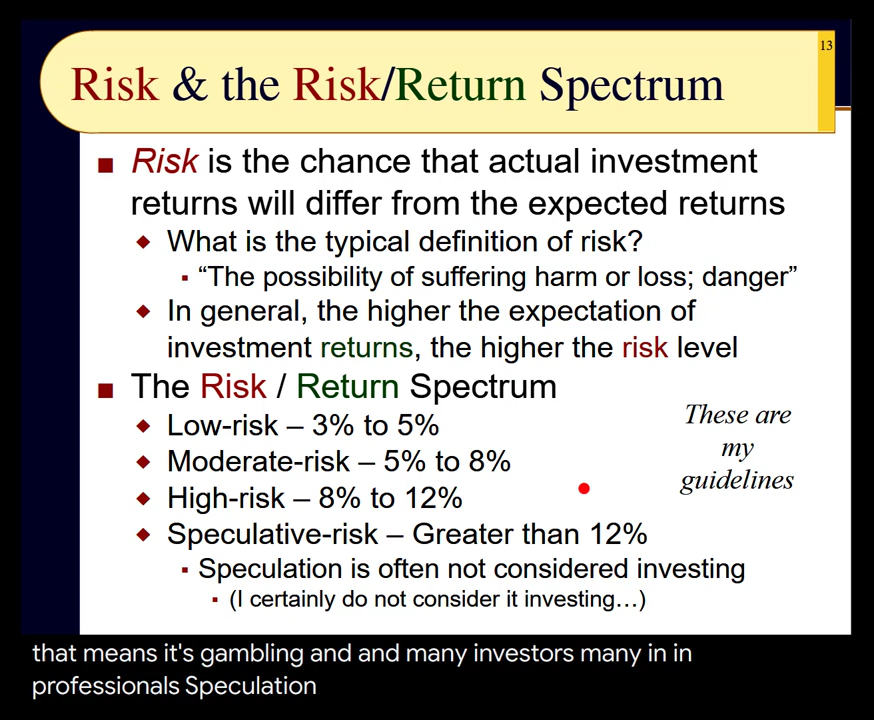 13
Risk & the Risk/Return Spectrum
■ Risk is the chance that actual investment
returns will differ from the expected returns
◆ What is the typical definition of risk?
▪ “The possibility of suffering harm or loss; danger”
◆ In general, the higher the expectation of
investment returns, the higher the risk level
■ The Risk / Return Spectrum
◆ Low-risk – 3% to 5%
◆ Moderate-risk – 5% to 8%
◆ High-risk – 8% to 12%
◆ Speculative-risk – Greater than 12%
▪ Speculation is often not considered investing
▪ (I certainly do not consider it investing…)
These are
my
guidelines
that means it's gambling and and many investors many in in
professionals Speculation